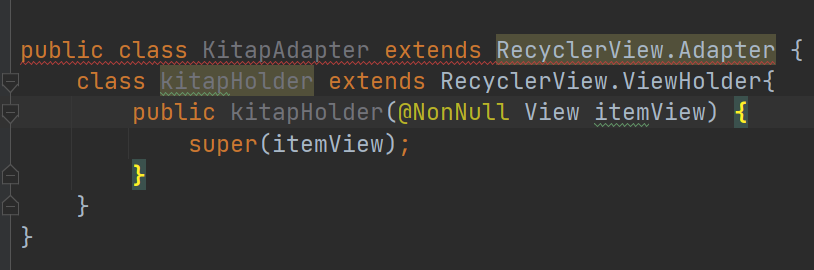 public class KitapAdapter extends RecyclerView.Adapter {
class kitapHolder extends RecyclerView.ViewHolder{
public kitapHolder(@NonNull View itemView) {
super(itemView);
}
}
}